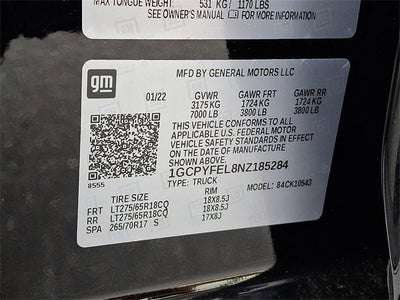 MAX TONGUE WEIGHT: 531 KG / 1170 LBS
SEE OWNER'S MANUAL FOR MORE INFORMATION
gm
MFD BY GENERAL MOTORS LLC
01/22 GVWR GAWR FRT GAWR RR
3175 KG 1724 KG 1724 KG
7000 LB 3800 LB 3800 LB
THIS VEHICLE CONFORMS TO ALL
APPLICABLE U.S. FEDERAL MOTOR
VEHICLE SAFETY STANDARDS IN
EFFECT ON THE DATE OF MANUFACTURE
SHOWN ABOVE.
1GCPYFEL8NZ185284
8555
TYPE: TRUCK MODEL: 84CK10543
TIRE SIZE RIM
FRT LT275/65R18CQ 18X8.5J
RR LT275/65R18CQ 18X8.5J
SPA 265/70R17 S 17X8J